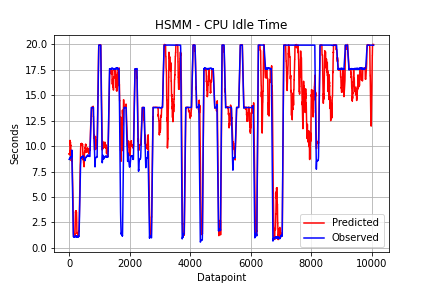 HSMM - CPU Idle Time
20.0
17.5
15.0
12.5
10.0
7.5
5.0
2.5
0.0
Seconds
0 2000 4000 6000 8000 10000
Datapoint
Predicted
Observed